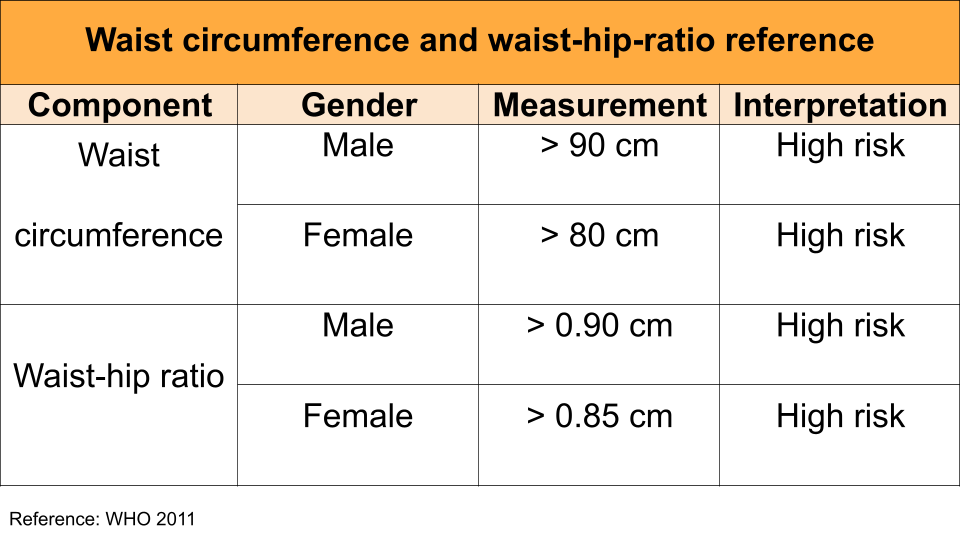 Waist circumference and waist-hip-ratio reference
Component Gender Measurement Interpretation
Waist
circumference
Male > 90 cm High risk
Female > 80 cm High risk
Waist-hip ratio
Male > 0.90 cm High risk
Female > 0.85 cm High risk
Reference: WHO 2011